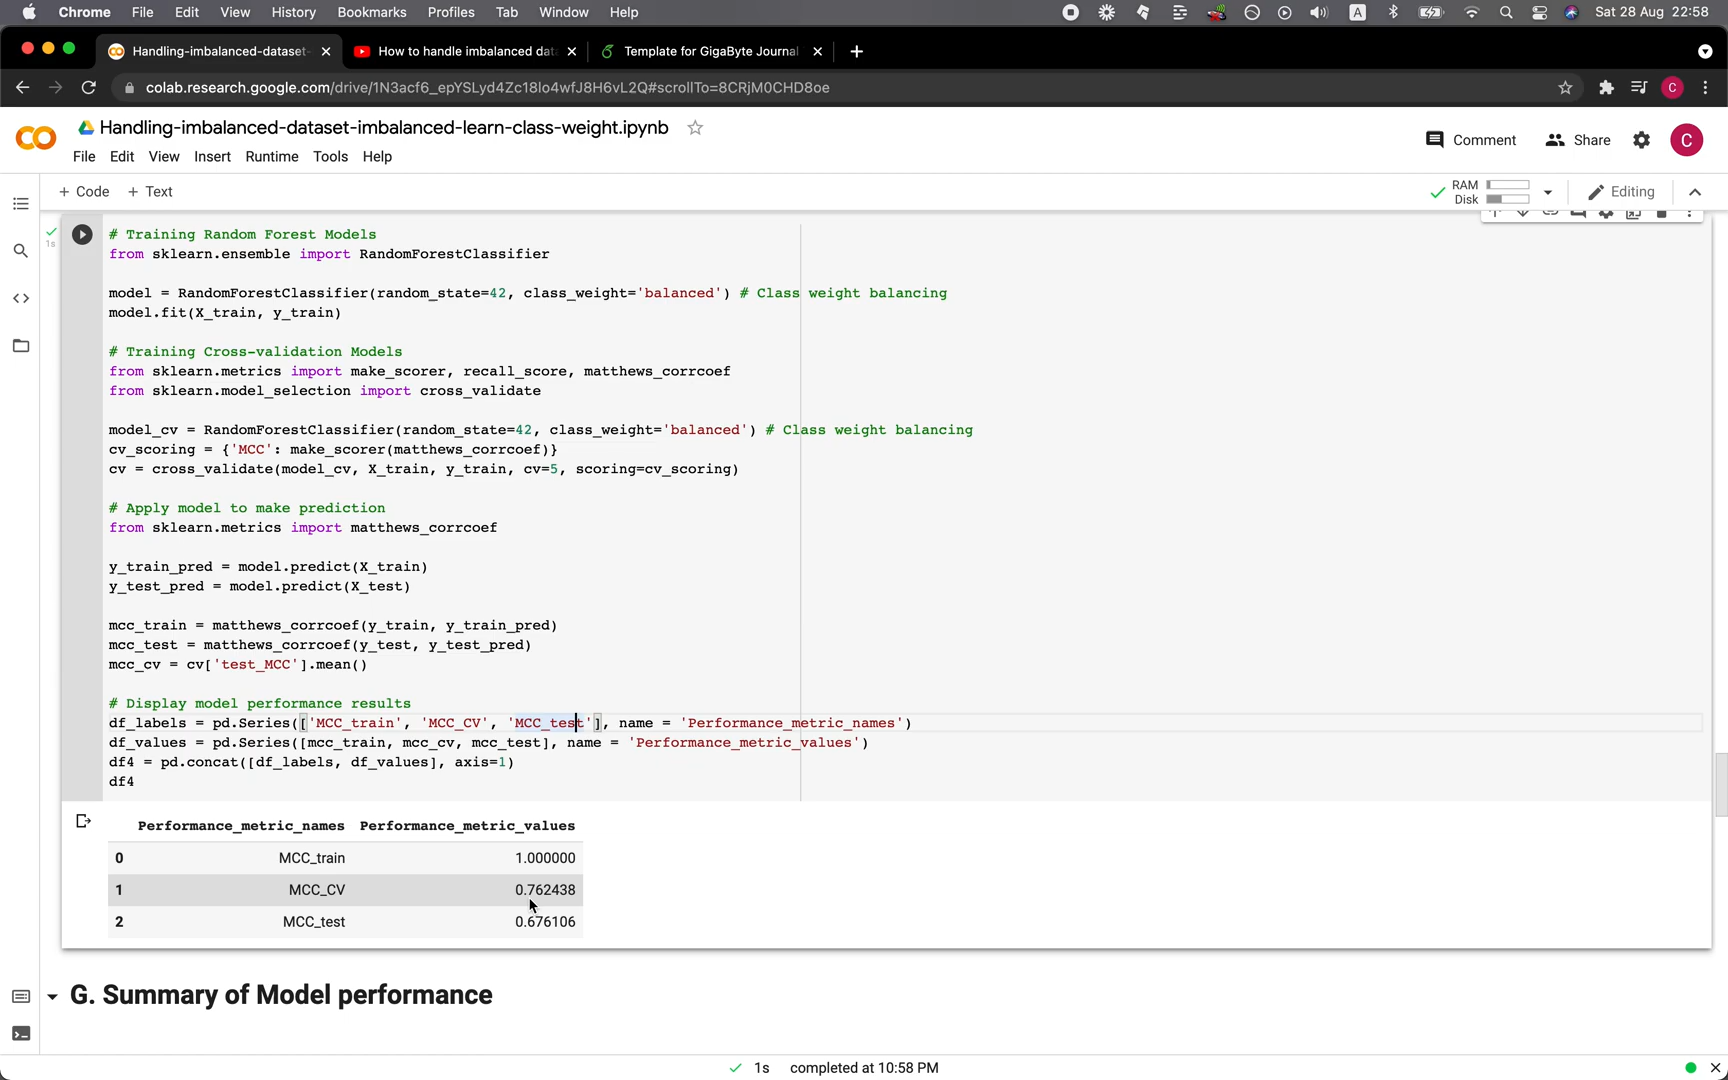 Chrome File Edit View History Bookmarks Profiles Tab Window Help
A
Sat 28 Aug 22:58
Handling-imbalanced-dataset-
How to handle imbalanced dat
Template for GigaByte Journal
colab.research.google.com/drive/1N3acf6_epYSLyd4Zc18lo4wfJ8H6vL2Q#scrollTo=8CRjM0CHD8oe
C
CO
Handling-imbalanced-dataset-imbalanced-learn-class-weight.ipynb
Comment
Share
C
File Edit View Insert Runtime Tools Help
+ Code + Text
RAM
Disk
Editing
1s
# Training Random Forest Models
from sklearn.ensemble import RandomForestClassifier
model = RandomForestClassifier(random_state=42, class_weight='balanced') # Class weight balancing
model.fit(X_train, y_train)
# Training Cross-validation Models
from sklearn.metrics import make_scorer, recall_score, matthews_corrcoef
from sklearn.model_selection import cross_validate
model_cv = RandomForestClassifier(random_state=42, class_weight='balanced') # Class weight balancing
cv_scoring = {'MCC': make_scorer(matthews_corrcoef)}
cv = cross_validate(model_cv, X_train, y_train, cv=5, scoring=cv_scoring)
# Apply model to make prediction
from sklearn.metrics import matthews_corrcoef
y_train_pred = model.predict(X_train)
y_test_pred = model.predict(X_test)
mcc_train = matthews_corrcoef(y_train, y_train_pred)
mcc_test = matthews_corrcoef(y_test, y_test_pred)
mcc_cv = cv['test_MCC'].mean()
# Display model performance results
df_labels = pd.Series(['MCC_train', 'MCC_CV', 'MCC_test'], name = 'Performance_metric_names')
df_values = pd.Series([mcc_train, mcc_cv, mcc_test], name = 'Performance_metric_values')
df4 = pd.concat([df_labels, df_values], axis=1)
df4
Performance_metric_names Performance_metric_values
0 MCC_train 1.000000
1 MCC_CV 0.762438
2 MCC_test 0.676106
G. Summary of Model performance
1s completed at 10:58 PM